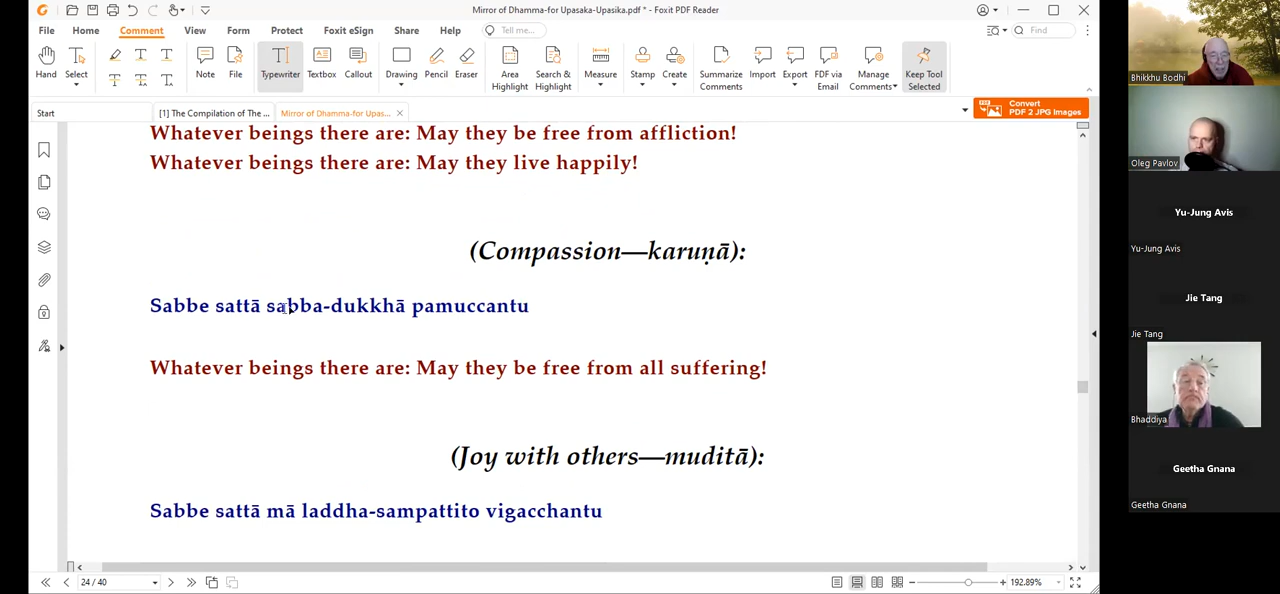 Mirror of Dhamma-for Upasaka-Upasika.pdf * - Foxit PDF Reader
File Home Comment View Form Protect Foxit eSign Share Help Tell me... Find
Hand Select Note File Typewriter Textbox Callout Drawing Pencil Eraser Area Highlight Search & Highlight Measure Stamp Create Summarize Comments Import Export FDF via Email Manage Comments Keep Tool Selected
Start [1] The Compilation of The ... Mirror of Dhamma-for Upas... Convert PDF 2 JPG Images
Whatever beings there are: May they be free from affliction!
Whatever beings there are: May they live happily!
(Compassion—karuṇā):
Sabbe sattā sabba-dukkhā pamuccantu
Whatever beings there are: May they be free from all suffering!
(Joy with others—muditā):
Sabbe sattā mā laddha-sampattito vigacchantu
24 / 40 192.89%
Bhikkhu Bodhi
Oleg Pavlov
Yu-Jung Avis
Yu-Jung Avis
Jie Tang
Jie Tang
Bhaddiya
Geetha Gnana
Geetha Gnana